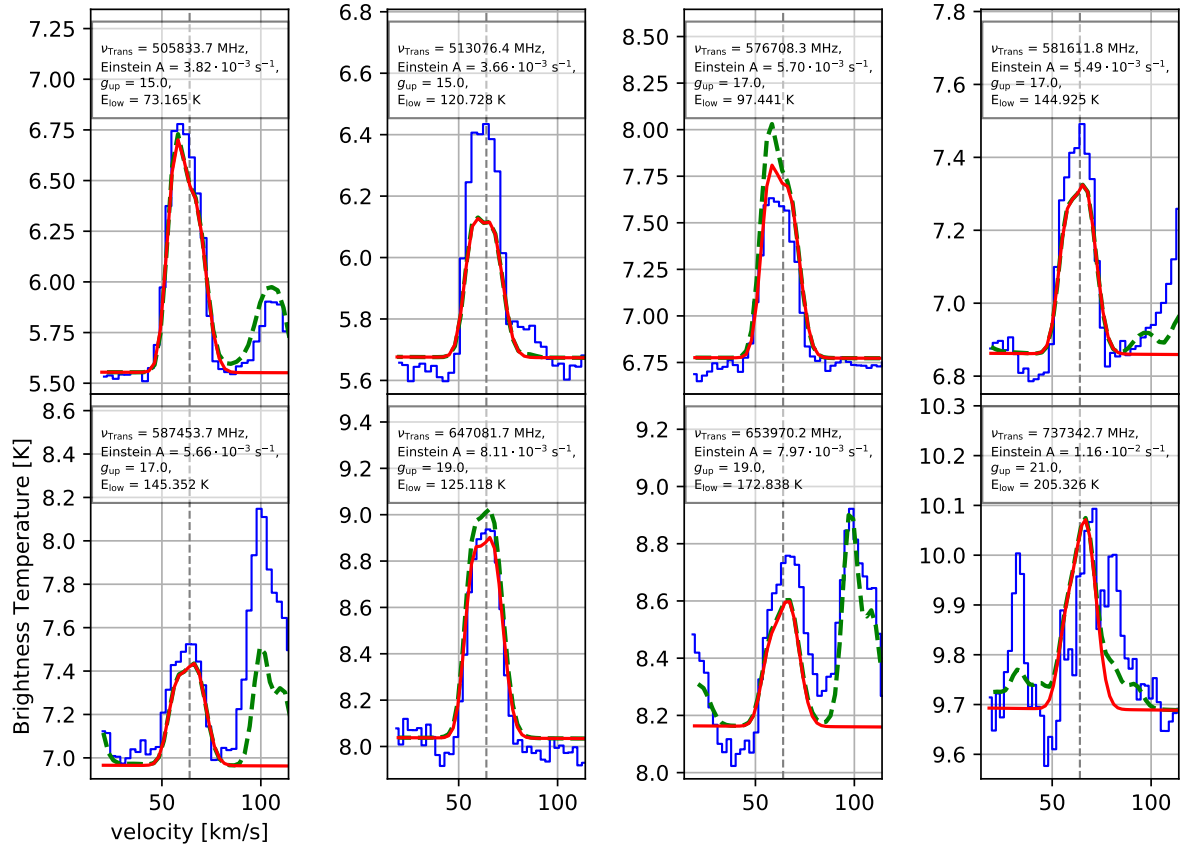 7.25
7.00
6.75
6.50
6.25
6.00
5.75
5.50
ν_Trans = 505833.7 MHz,
Einstein A = 3.82 · 10⁻³ s⁻¹,
g_up = 15.0,
E_low = 73.165 K
6.8
6.6
6.4
6.2
6.0
5.8
5.6
ν_Trans = 513076.4 MHz,
Einstein A = 3.66 · 10⁻³ s⁻¹,
g_up = 15.0,
E_low = 120.728 K
8.50
8.25
8.00
7.75
7.50
7.25
7.00
6.75
ν_Trans = 576708.3 MHz,
Einstein A = 5.70 · 10⁻³ s⁻¹,
g_up = 17.0,
E_low = 97.441 K
7.8
7.6
7.4
7.2
7.0
6.8
ν_Trans = 581611.8 MHz,
Einstein A = 5.49 · 10⁻³ s⁻¹,
g_up = 17.0,
E_low = 144.925 K
Brightness Temperature [K]
8.6
8.4
8.2
8.0
7.8
7.6
7.4
7.2
7.0
ν_Trans = 587453.7 MHz,
Einstein A = 5.66 · 10⁻³ s⁻¹,
g_up = 17.0,
E_low = 145.352 K
50
100
velocity [km/s]
9.4
9.2
9.0
8.8
8.6
8.4
8.2
8.0
ν_Trans = 647081.7 MHz,
Einstein A = 8.11 · 10⁻³ s⁻¹,
g_up = 19.0,
E_low = 125.118 K
50
100
9.2
9.0
8.8
8.6
8.4
8.2
8.0
ν_Trans = 653970.2 MHz,
Einstein A = 7.97 · 10⁻³ s⁻¹,
g_up = 19.0,
E_low = 172.838 K
50
100
10.3
10.2
10.1
10.0
9.9
9.8
9.7
9.6
ν_Trans = 737342.7 MHz,
Einstein A = 1.16 · 10⁻² s⁻¹,
g_up = 21.0,
E_low = 205.326 K
50
100